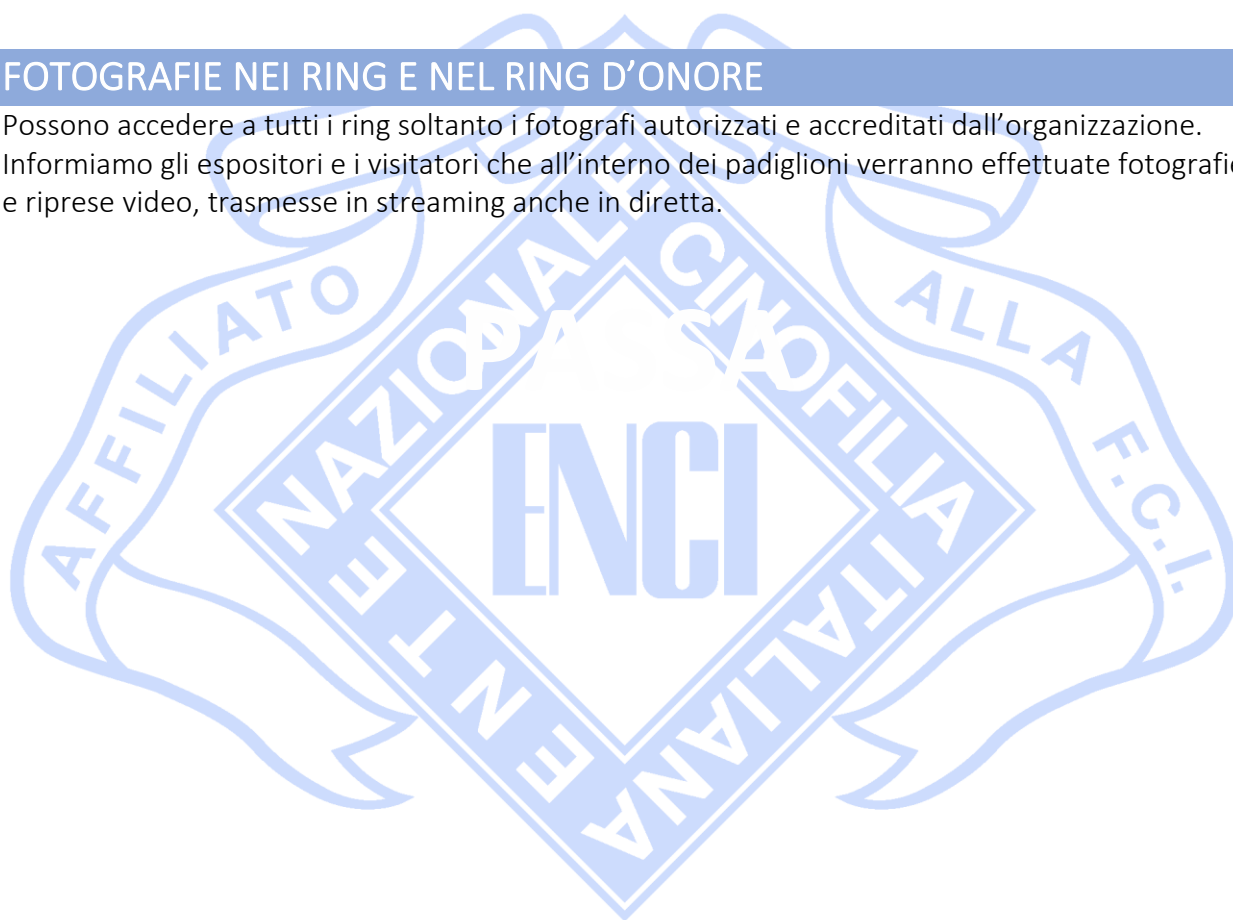 FOTOGRAFIE NEI RING E NEL RING D’ONORE
Possono accedere a tutti i ring soltanto i fotografi autorizzati e accreditati dall’organizzazione.
Informiamo gli espositori e i visitatori che all’interno dei padiglioni verranno effettuate fotografie
e riprese video, trasmesse in streaming anche in diretta.
AFFILIATO ALLA F.C.I.
ENTE NAZIONALE CINOFILIA ITALIANA
PASSA
ENCI